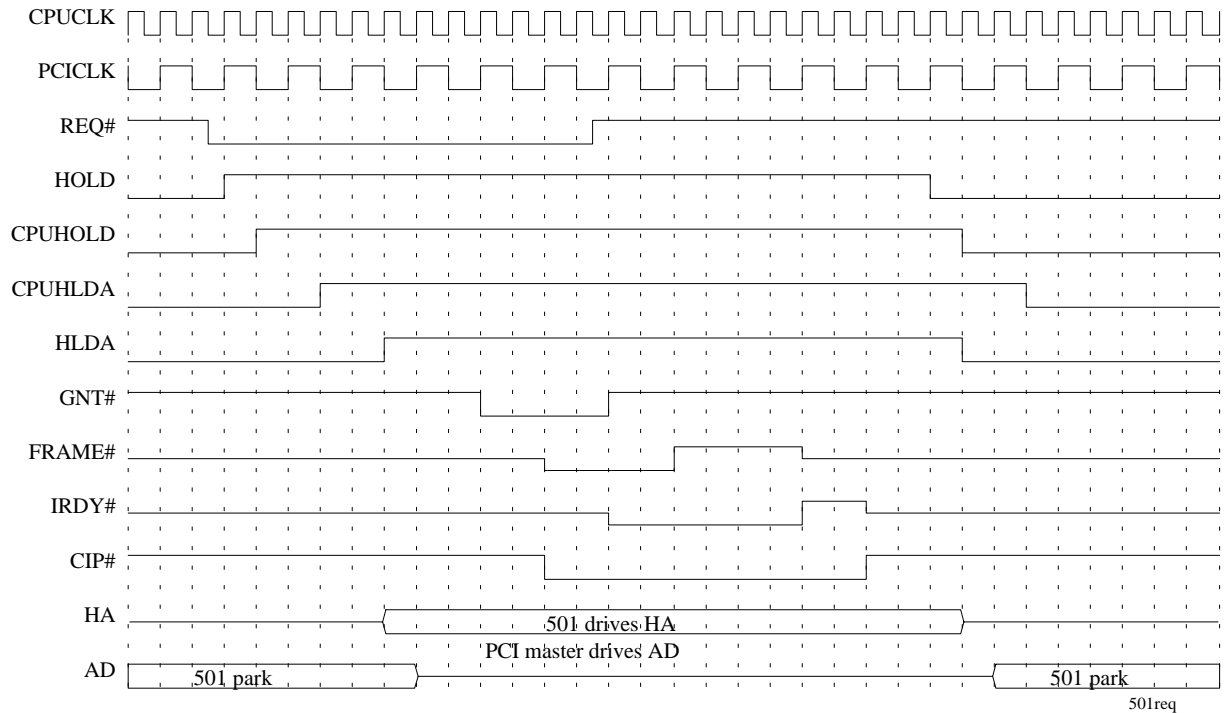 CPUCLK
PCICLK
REQ#
HOLD
CPUHOLD
CPUHLDA
HLDA
GNT#
FRAME#
IRDY#
CIP#
HA
501 drives HA
PCI master drives AD
AD
501 park
501 park
501req